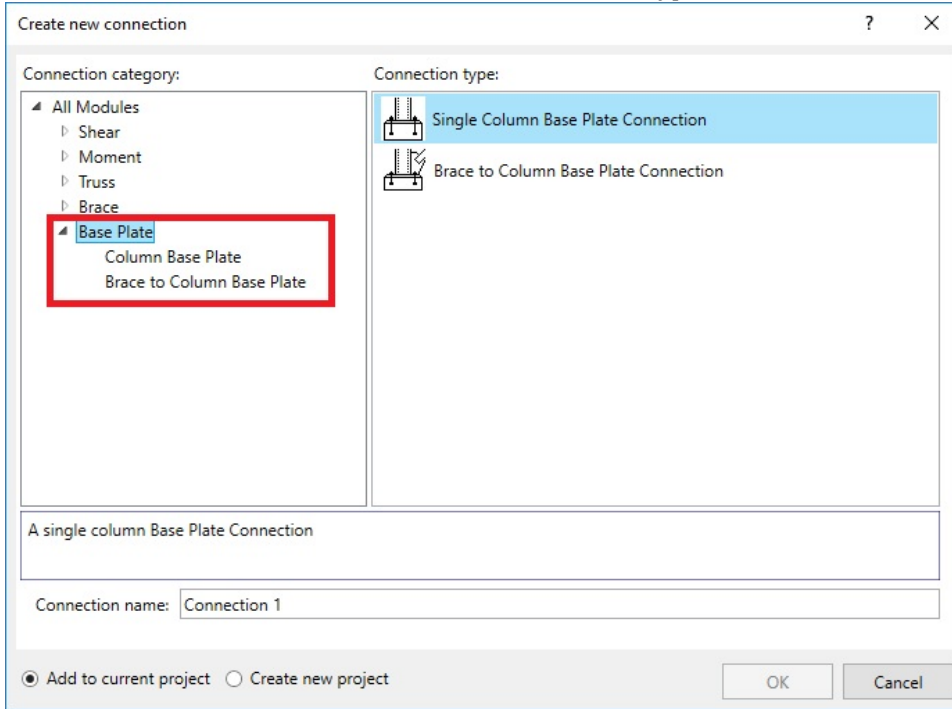 Create new connection
?
Connection category:
Connection type:
All Modules
Shear
Moment
Truss
Brace
Base Plate
Column Base Plate
Brace to Column Base Plate
Single Column Base Plate Connection
Brace to Column Base Plate Connection
A single column Base Plate Connection
Connection name: Connection 1
Add to current project Create new project
OK Cancel